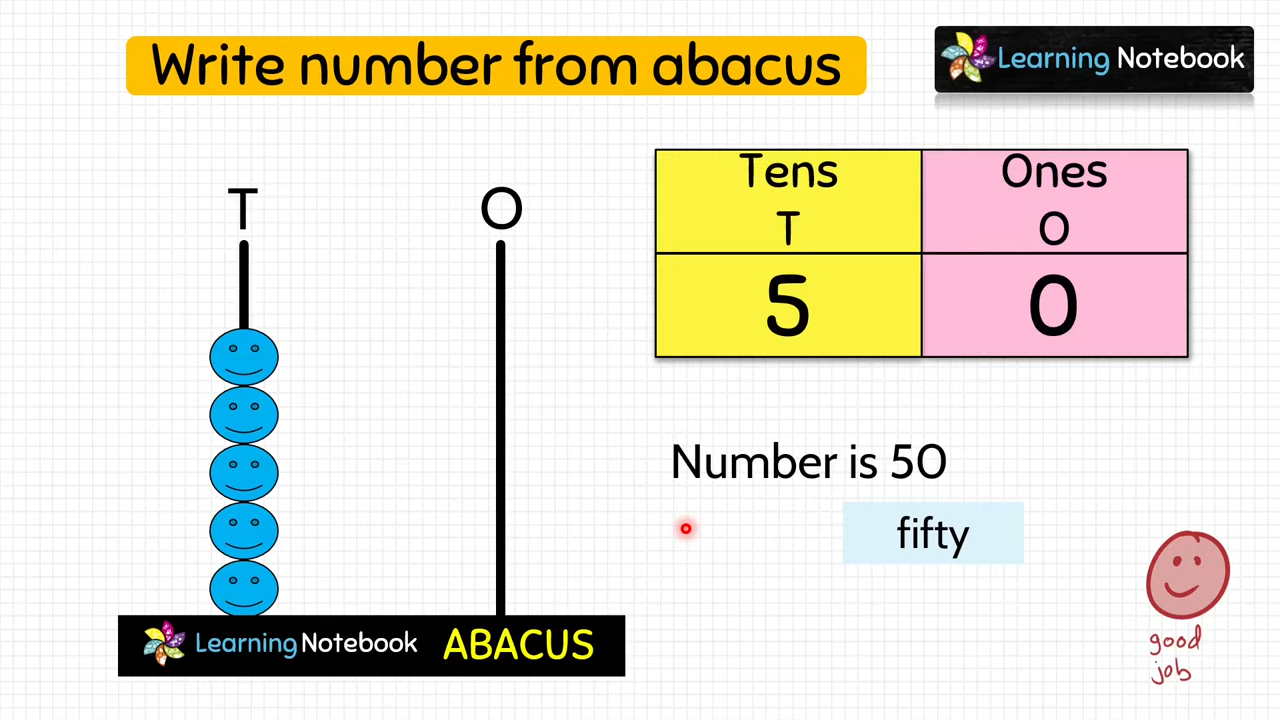 Write number from abacus
Learning Notebook
T O
Tens Ones
T O
5 0
Number is 50
fifty
Learning Notebook ABACUS
good
job